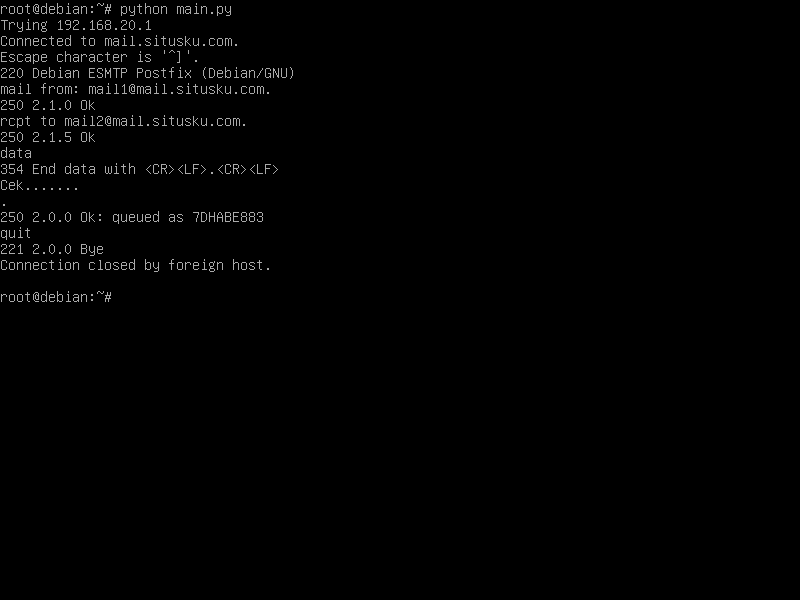 root@debian:~# python main.py
Trying 192.168.20.1
Connected to mail.situsku.com.
Escape character is '^]'.
220 Debian ESMTP Postfix (Debian/GNU)
mail from: mail1@mail.situsku.com.
250 2.1.0 Ok
rcpt to mail2@mail.situsku.com.
250 2.1.5 Ok
data
354 End data with <CR><LF>.<CR><LF>
Cek.......
.
250 2.0.0 Ok: queued as 7DHABE883
quit
221 2.0.0 Bye
Connection closed by foreign host.
root@debian:~#